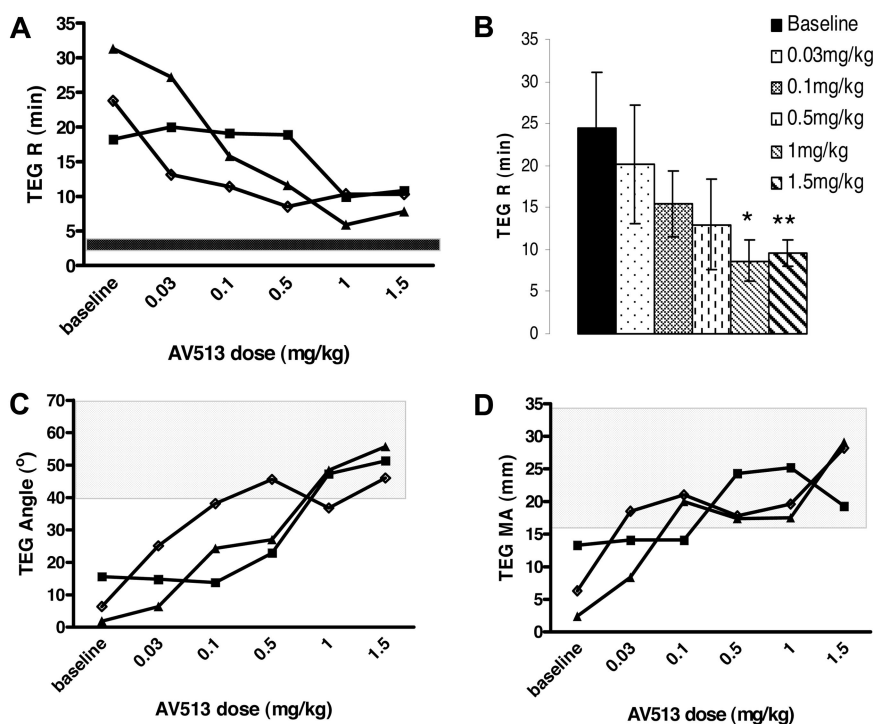 A
TEG R (min)
35
30
25
20
15
10
5
0
baseline
0.03
0.1
0.5
1
1.5
AV513 dose (mg/kg)
B
TEG R (min)
35
30
25
20
15
10
5
0
*
**
Baseline
0.03mg/kg
0.1mg/kg
0.5mg/kg
1mg/kg
1.5mg/kg
C
TEG Angle (°)
70
60
50
40
30
20
10
0
baseline
0.03
0.1
0.5
1
1.5
AV513 dose (mg/kg)
D
TEG MA (mm)
35
30
25
20
15
10
5
0
baseline
0.03
0.1
0.5
1
1.5
AV513 dose (mg/kg)